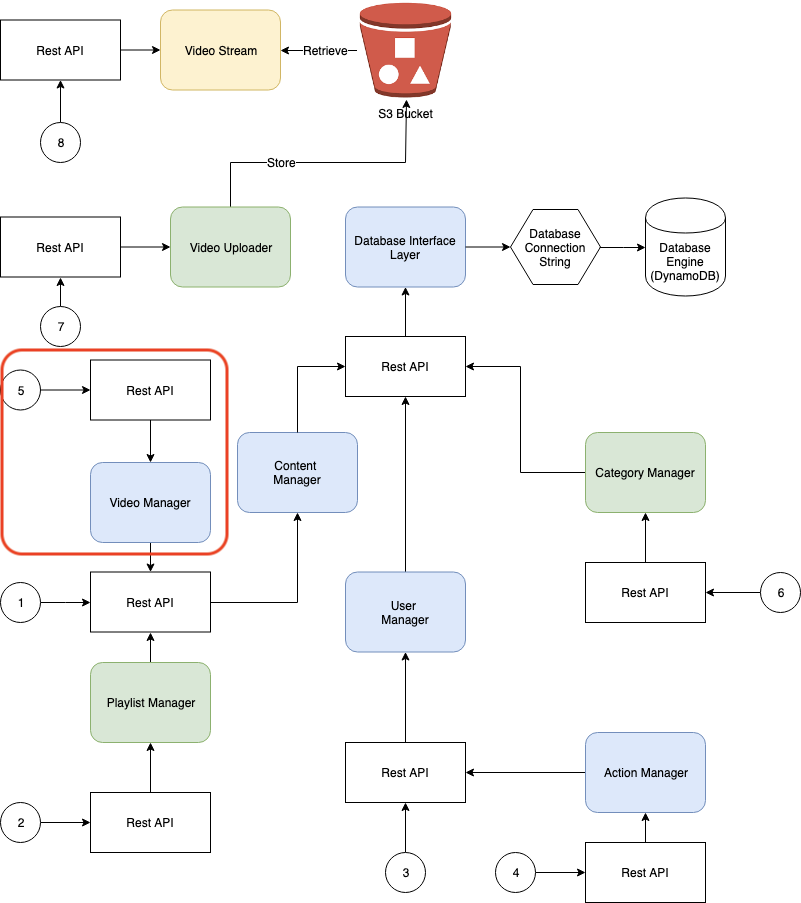 Rest API
Video Stream
Retrieve
S3 Bucket
8
Store
Rest API
Video Uploader
Database Interface
Layer
Database
Connection
String
Database
Engine
(DynamoDB)
7
Rest API
5
Rest API
Content
Manager
Category Manager
Video Manager
1
Rest API
User
Manager
Rest API
6
Playlist Manager
Rest API
Action Manager
2
Rest API
3
4
Rest API